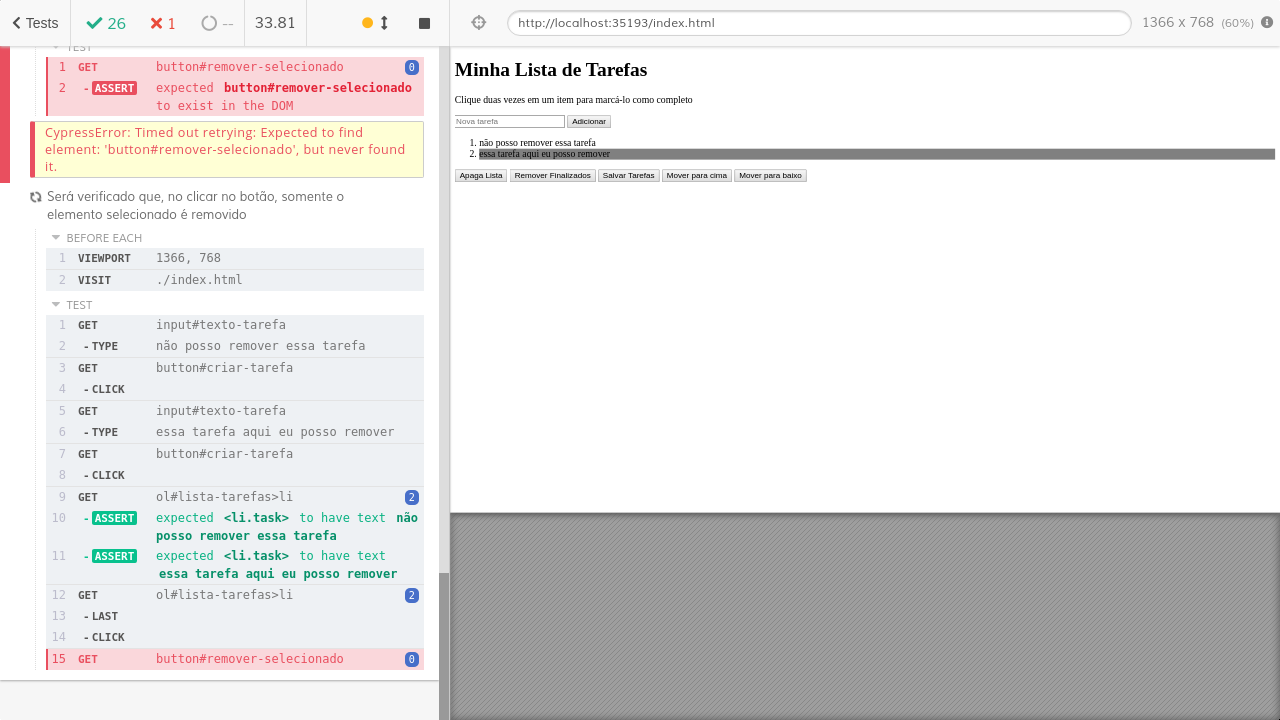 Tests
26
1
--
33.81
http://localhost:35193/index.html
1366 x 768 (60%)
TEST
1 GET button#remover-selecionado 0
2 - ASSERT expected button#remover-selecionado
to exist in the DOM
CypressError: Timed out retrying: Expected to find
element: 'button#remover-selecionado', but never found
it.
Será verificado que, no clicar no botão, somente o
elemento selecionado é removido
BEFORE EACH
1 VIEWPORT 1366, 768
2 VISIT ./index.html
TEST
1 GET input#texto-tarefa
2 - TYPE não posso remover essa tarefa
3 GET button#criar-tarefa
4 - CLICK
5 GET input#texto-tarefa
6 - TYPE essa tarefa aqui eu posso remover
7 GET button#criar-tarefa
8 - CLICK
9 GET ol#lista-tarefas>li 2
10 - ASSERT expected <li.task> to have text não
posso remover essa tarefa
11 - ASSERT expected <li.task> to have text
essa tarefa aqui eu posso remover
12 GET ol#lista-tarefas>li 2
13 - LAST
14 - CLICK
15 GET button#remover-selecionado 0
Minha Lista de Tarefas
Clique duas vezes em um item para marcá-lo como completo
Nova tarefa Adicionar
1. não posso remover essa tarefa
2. essa tarefa aqui eu posso remover
Apaga Lista Remover Finalizados Salvar Tarefas Mover para cima Mover para baixo